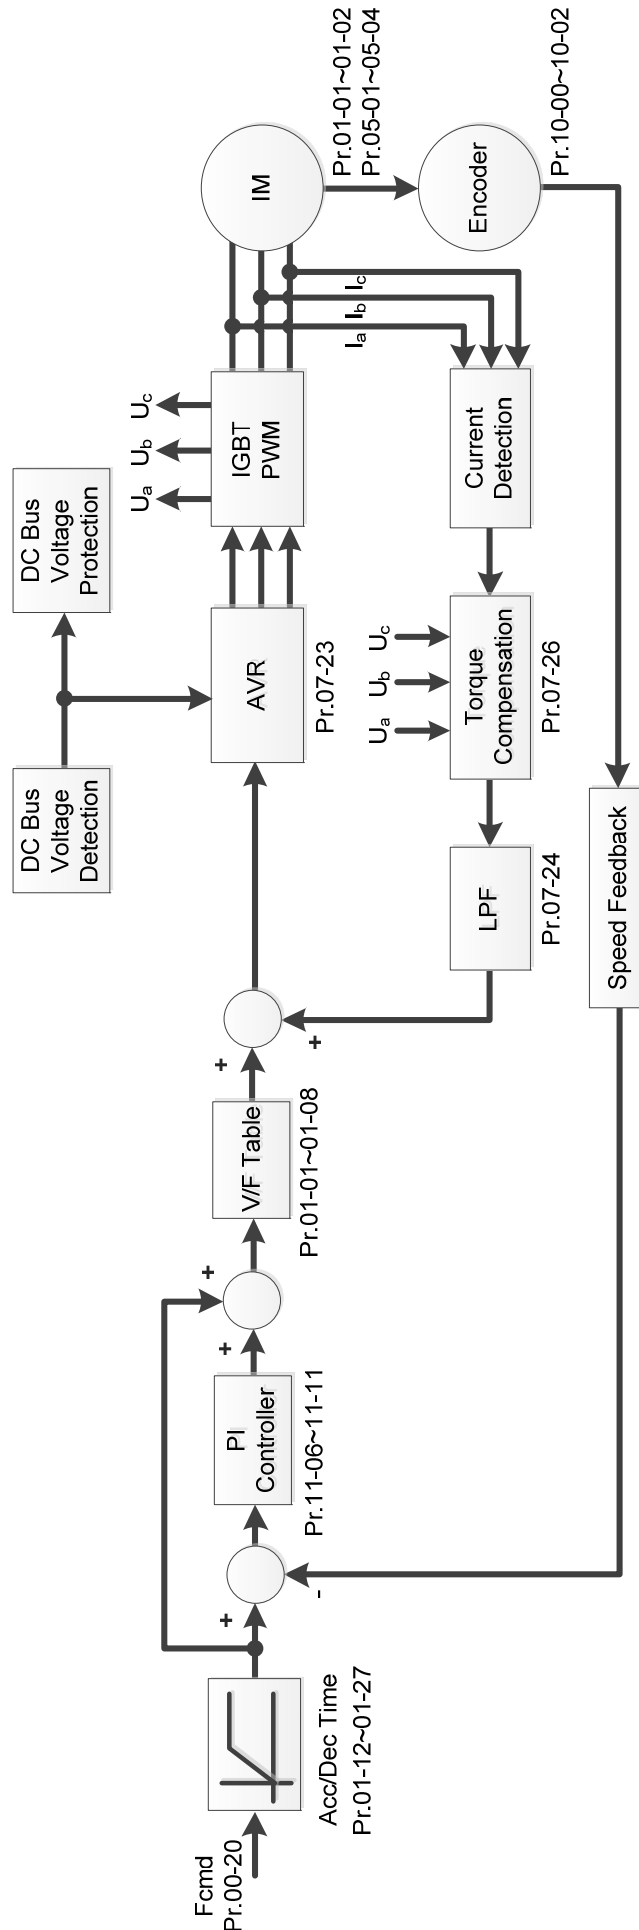 Fcmd
Pr.00-20
Acc/Dec Time
Pr.01-12~01-27
+
-
PI
Controller
Pr.11-06~11-11
+
+
V/F Table
Pr.01-01~01-08
+
+
DC Bus
Voltage
Detection
DC Bus
Voltage
Protection
AVR
Pr.07-23
IGBT
PWM
Ua
Ub
Uc
IM
Pr.01-01~01-02
Pr.05-01~05-04
Ia
Ib
Ic
Encoder
Pr.10-00~10-02
Current
Detection
Torque
Compensation
Pr.07-26
Ua
Ub
Uc
LPF
Pr.07-24
Speed Feedback